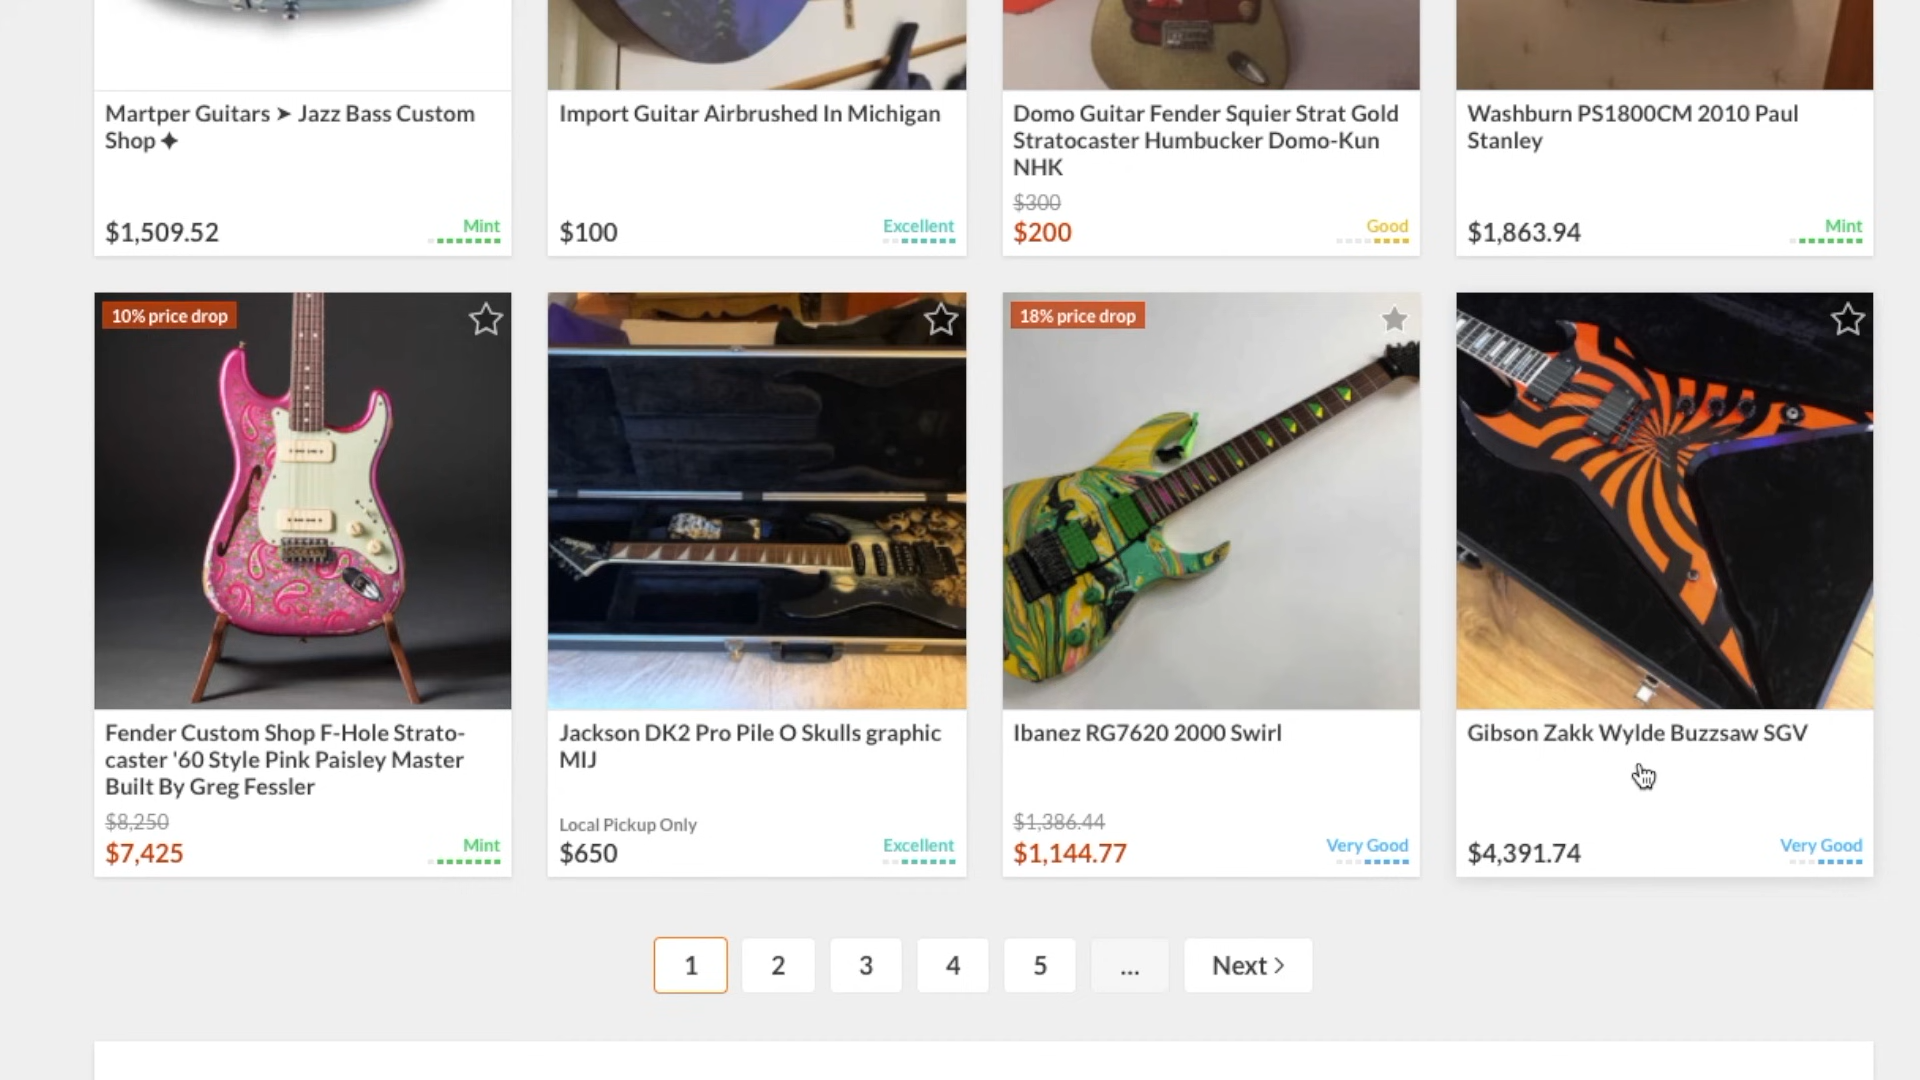 Martper Guitars ➤ Jazz Bass Custom
Shop ✦
$1,509.52
Mint
Import Guitar Airbrushed In Michigan
$100
Excellent
Domo Guitar Fender Squier Strat Gold
Stratocaster Humbucker Domo-Kun
NHK
$300
$200
Good
Washburn PS1800CM 2010 Paul
Stanley
$1,863.94
Mint
10% price drop
Fender Custom Shop F-Hole Strato-
caster '60 Style Pink Paisley Master
Built By Greg Fessler
$8,250
$7,425
Mint
Jackson DK2 Pro Pile O Skulls graphic
MIJ
Local Pickup Only
$650
Excellent
18% price drop
Ibanez RG7620 2000 Swirl
$1,386.44
$1,144.77
Very Good
Gibson Zakk Wylde Buzzsaw SGV
$4,391.74
Very Good
1 2 3 4 5 ... Next >